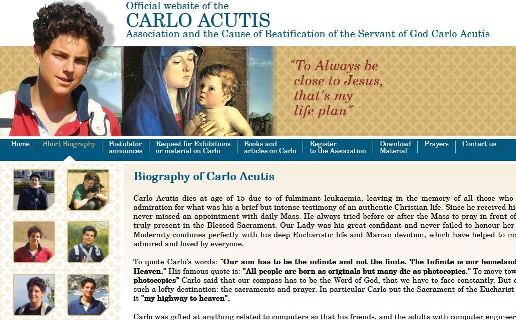 Official website of the
CARLO ACUTIS
Association and the Cause of Beatification of the Servant of God Carlo Acutis
"To Always be
close to Jesus,
that's my
life plan"
Home
Short Biography
Postulator
announces
Request for Exhibitions
or material on Carlo
Books and
articles on Carlo
Register
to the Association
Download
Material
Prayers
Contact us
Biography of Carlo Acutis
Carlo Acutis dies at age of 15 due to of fulminant leukaemia, leaving in the memory of all those who
admiration for what was his a brief but intense testimony of an authentic Christian life. Since he received hi
never missed an appointment with daily Mass. He always tried before or after the Mass to pray in front of
truly present in the Blessed Sacrament. Our Lady was his great confidant and never failed to honour her
Modernity combines perfectly with his deep Eucharistic life and Marian devotion, which have helped to m
admired and loved by everyone.
To quote Carlo's words: "Our aim has to be the infinite and not the finite. The Infinite is our homeland
Heaven." His famous quote is: "All people are born as originals but many die as photocopies." To move tow
photocopies" Carlo said that our compass has to be the Word of God, that we have to face constantly. But
such a lofty destination: the sacraments and prayer. In particular Carlo put the Sacrament of the Eucharist
it "my highway to heaven".
Carlo was gifted at anything related to computers so that his friends, and the adults with computer engineer